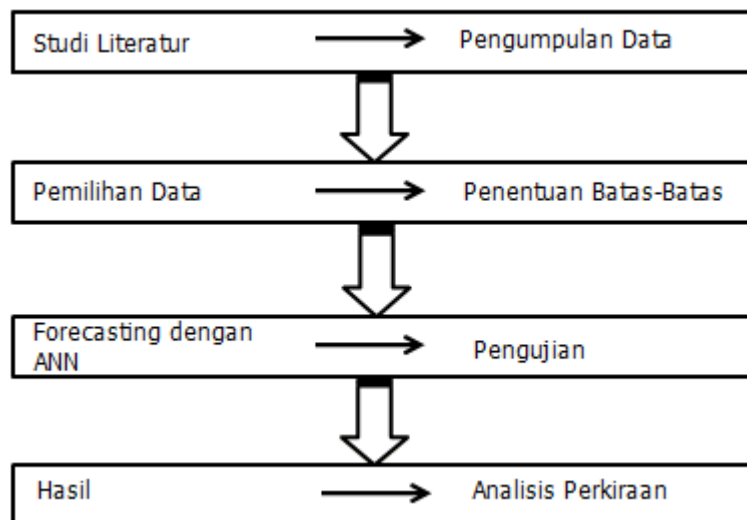 Studi Literatur
Pengumpulan Data
Pemilihan Data
Penentuan Batas-Batas
Forecasting dengan
ANN
Pengujian
Hasil
Analisis Perkiraan